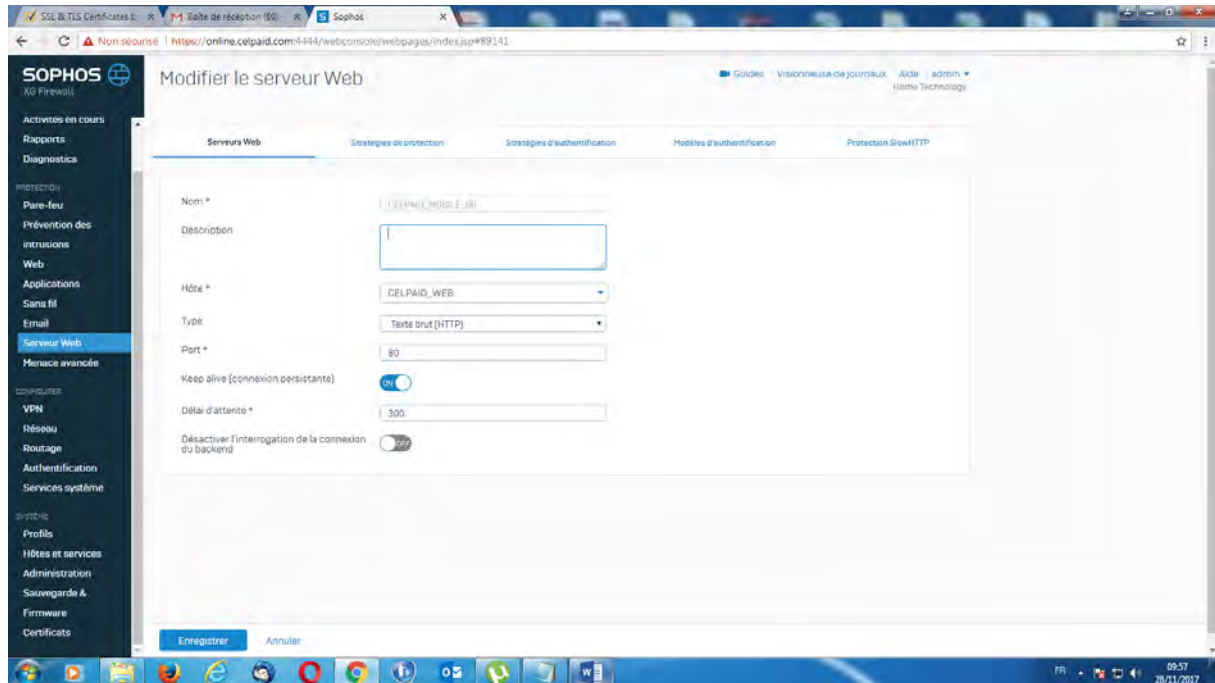 SSL & TLS Certificates
Boîte de réception (60)
Sophos
Non sécurisé https://online.celpaid.com:4444/webconsole/webpages/index.jsp#89141
SOPHOS
XG Firewall
Modifier le serveur Web
Guides Visionneuse de journaux Aide admin
Home Technology
Activités en cours
Rapports
Diagnostics
Serveurs Web
Stratégies de protection
Stratégies d'authentification
Modèles d'authentification
Protection SlowHTTP
PROTECTION
Pare-feu
Prévention des
intrusions
Web
Applications
Sans fil
Email
Serveur Web
Menace avancée
CONFIGURER
VPN
Réseau
Routage
Authentification
Services système
SYSTÈME
Profils
Hôtes et services
Administration
Sauvegarde &
Firmware
Certificats
Nom *
Description
Hôte * CELPAID_WEB
Type Texte brut (HTTP)
Port * 80
Keep alive (connexion persistante) ON
Délai d'attente * 300
Désactiver l'interrogation de la connexion
du backend OFF
Enregistrer Annuler
FR
09:57
28/11/2017